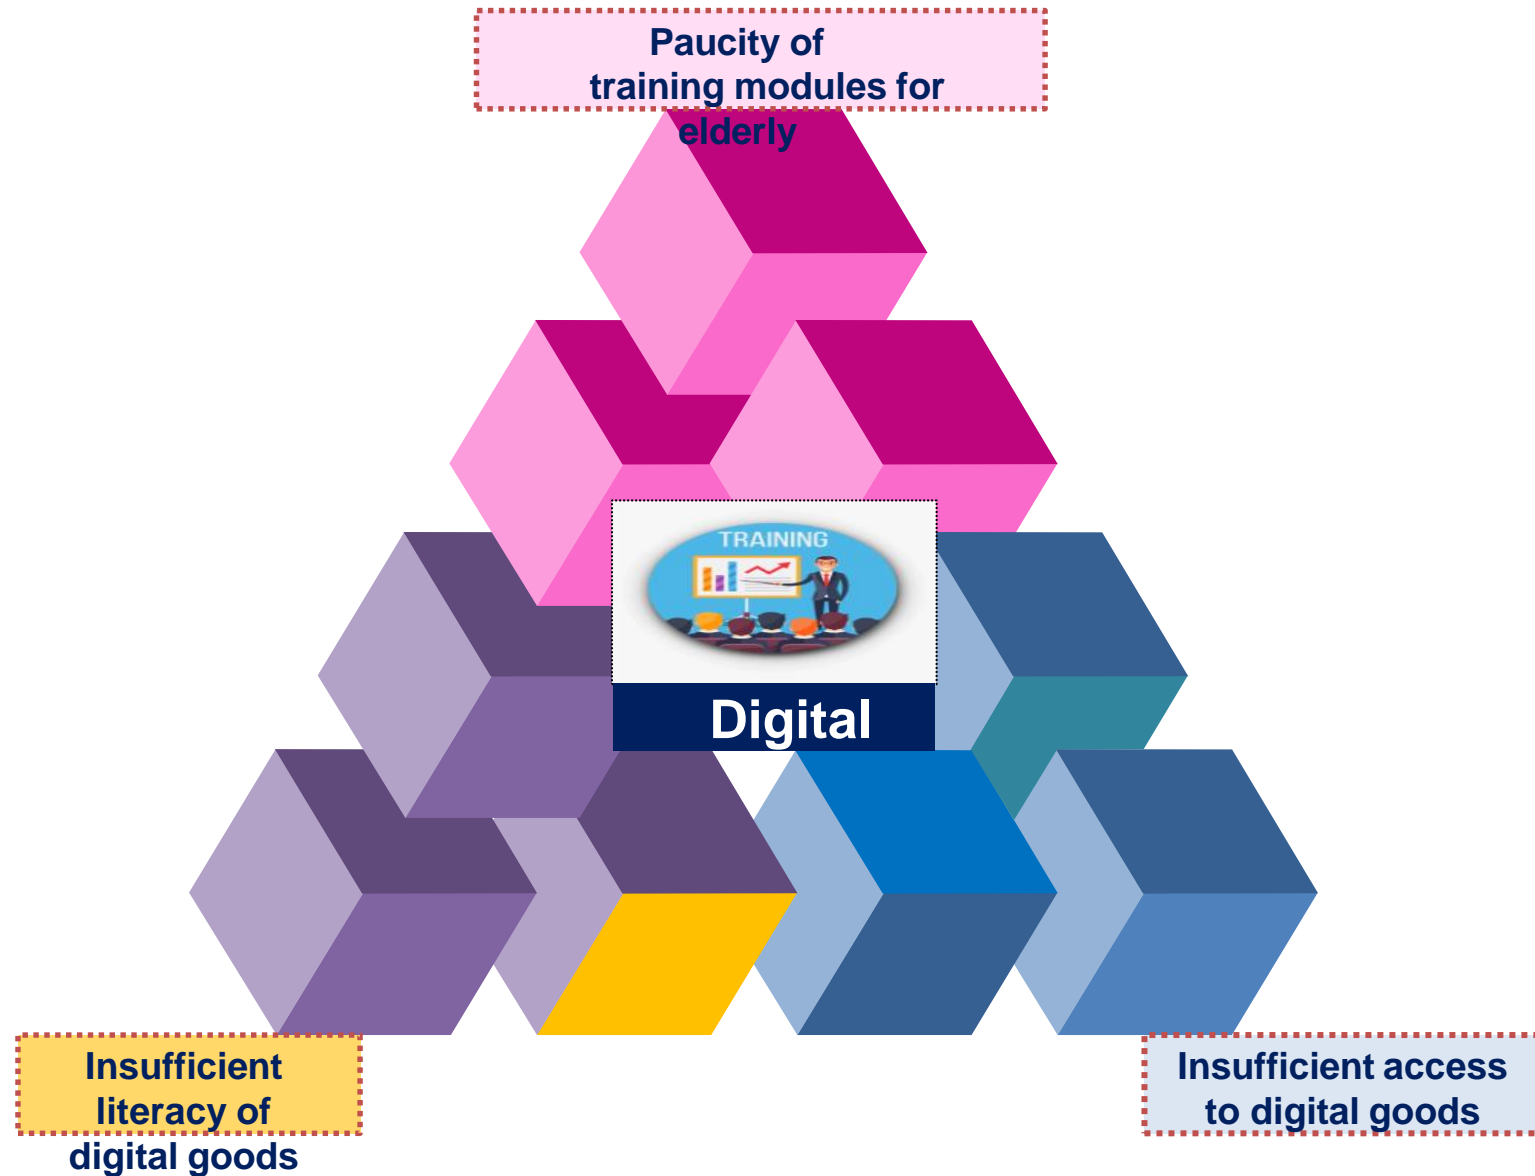 Paucity of
training modules for
elderly
TRAINING
Digital
Insufficient
literacy of
digital goods
Insufficient access
to digital goods